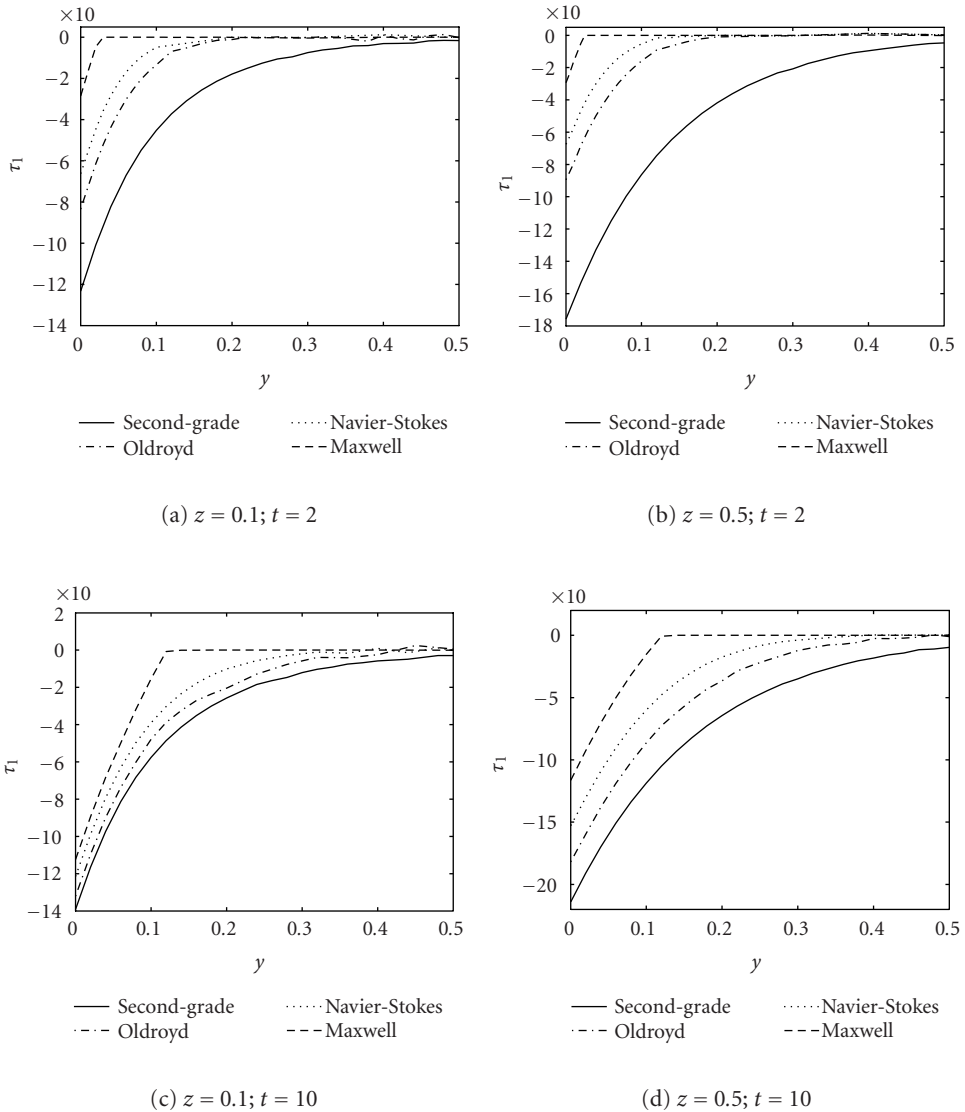 ×10
0
−2
−4
−6
−8
−10
−12
−14
τ1
0 0.1 0.2 0.3 0.4 0.5
y
Second-grade Navier-Stokes
Oldroyd Maxwell
(a) z = 0.1; t = 2
×10
0
−2
−4
−6
−8
−10
−12
−14
−16
−18
τ1
0 0.1 0.2 0.3 0.4 0.5
y
Second-grade Navier-Stokes
Oldroyd Maxwell
(b) z = 0.5; t = 2
×10
2
0
−2
−4
−6
−8
−10
−12
−14
τ1
0 0.1 0.2 0.3 0.4 0.5
y
Second-grade Navier-Stokes
Oldroyd Maxwell
(c) z = 0.1; t = 10
×10
0
−5
−10
−15
−20
τ1
0 0.1 0.2 0.3 0.4 0.5
y
Second-grade Navier-Stokes
Oldroyd Maxwell
(d) z = 0.5; t = 10